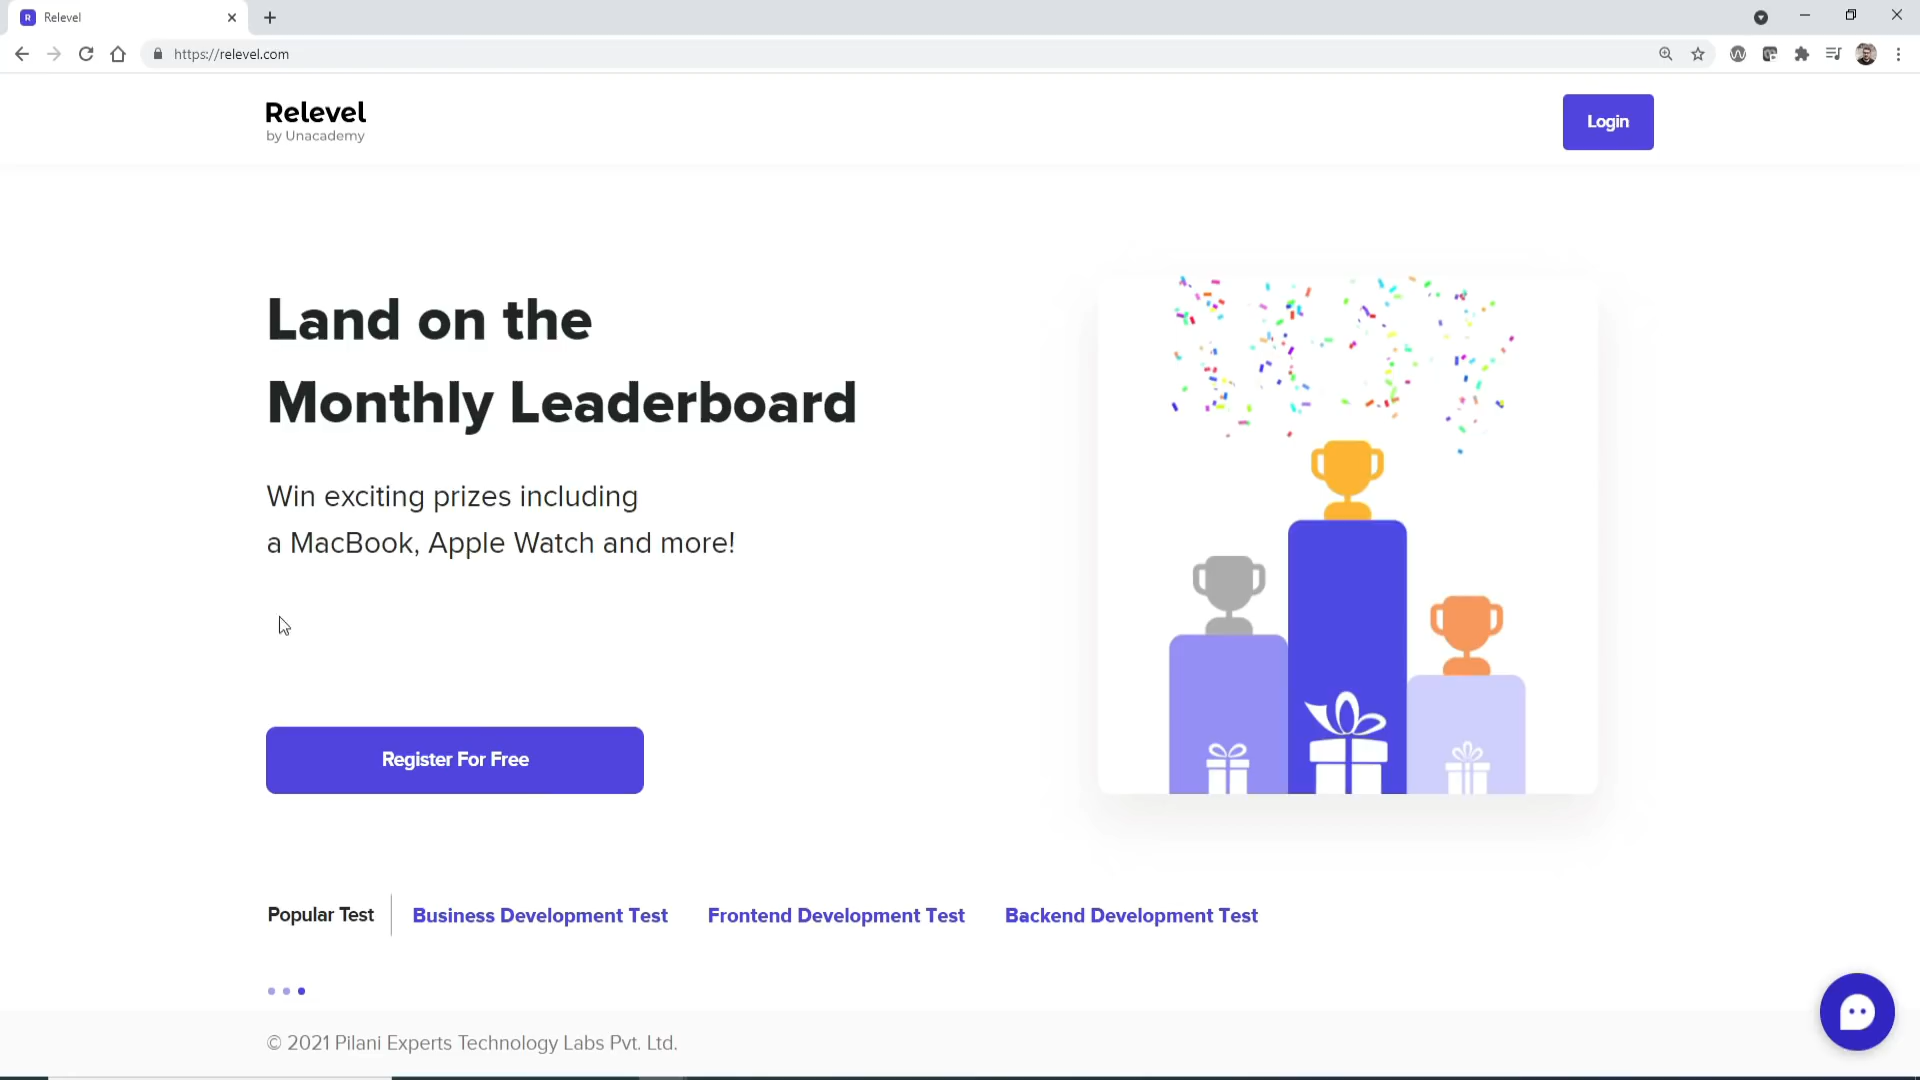 R Relevel
https://relevel.com
Relevel
by Unacademy
Login
Land on the
Monthly Leaderboard
Win exciting prizes including
a MacBook, Apple Watch and more!
Register For Free
Popular Test
Business Development Test
Frontend Development Test
Backend Development Test
© 2021 Pilani Experts Technology Labs Pvt. Ltd.